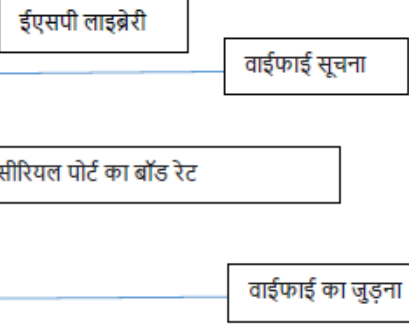 ईएसपी लाइब्रेरी
वाईफाई सूचना
सीरियल पोर्ट का बॉड रेट
वाईफाई का जुड़ना